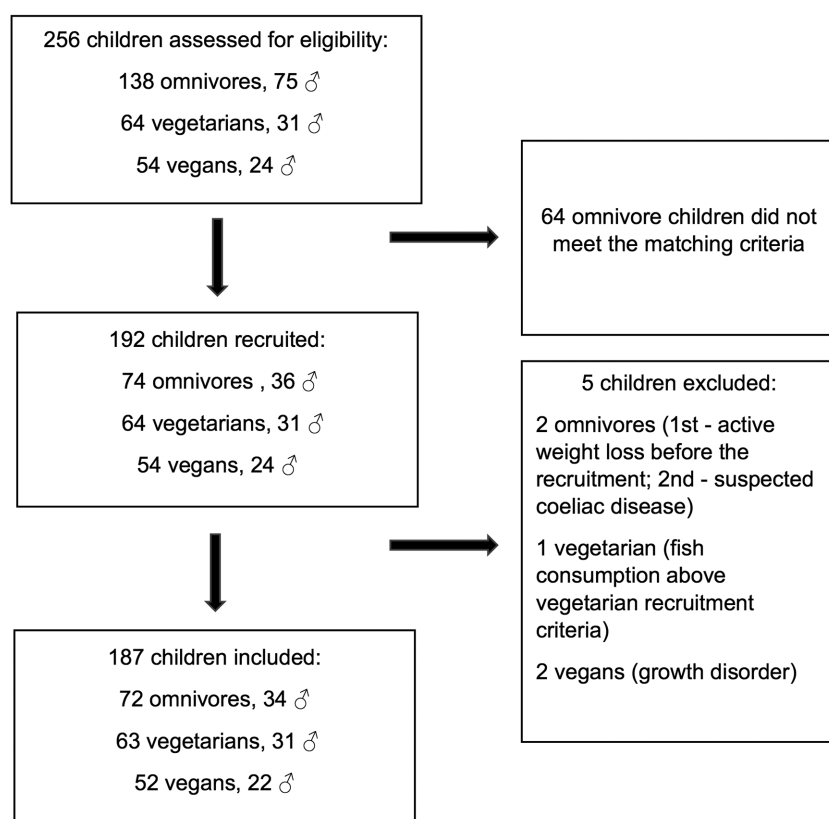 256 children assessed for eligibility:
138 omnivores, 75 ♂
64 vegetarians, 31 ♂
54 vegans, 24 ♂
64 omnivore children did not
meet the matching criteria
192 children recruited:
74 omnivores , 36 ♂
64 vegetarians, 31 ♂
54 vegans, 24 ♂
5 children excluded:
2 omnivores (1st - active
weight loss before the
recruitment; 2nd - suspected
coeliac disease)
1 vegetarian (fish
consumption above
vegetarian recruitment
criteria)
2 vegans (growth disorder)
187 children included:
72 omnivores, 34 ♂
63 vegetarians, 31 ♂
52 vegans, 22 ♂